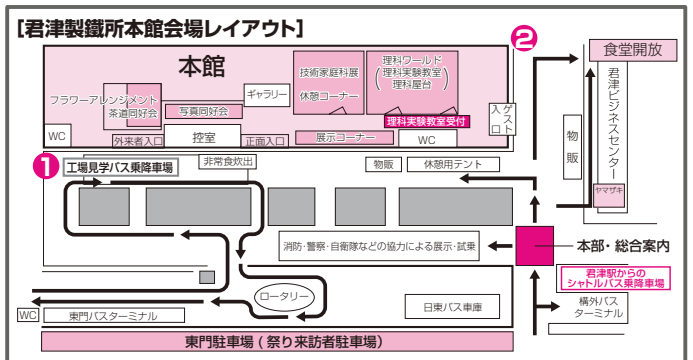 [君津製鐵所本館会場レイアウト]
本館
フラワーアレンジメント
茶道同好会
写真同好会
ギャラリー
技術家庭科展
休憩コーナー
理科ワールド
(理科実験教室)
理科屋台
理科実験教室受付
WC
外来者入口
控室
正面入口
展示コーナー
WC
ゲスト
入口
2
食堂開放
君津ビジネスセンター
物販
ヤマザキ
1
工場見学バス乗降車場
非常食炊出
物販
休憩用テント
消防・警察・自衛隊などの協力による展示・試乗
本部・総合案内
君津駅からの
シャトルバス乗降車場
構外バス
ターミナル
ロータリー
日東バス車庫
WC
東門バスターミナル
東門駐車場(祭り来訪者駐車場)